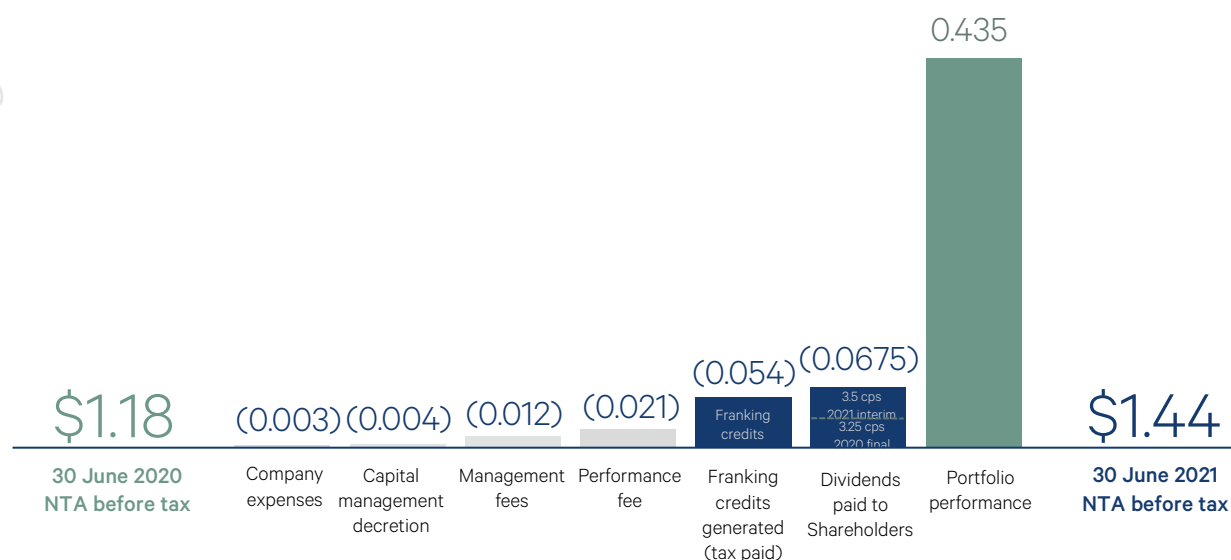 0.435
(0.0675)
(0.054)
$1.18
(0.003)
(0.004)
(0.012)
(0.021)
$1.44
Franking
credits
3.5 cps
2021 interim
3.25 cps
2020 final
30 June 2020
NTA before tax
Company
expenses
Capital
management
decretion
Management
fees
Performance
fee
Franking
credits
generated
(tax paid)
Dividends
paid to
Shareholders
Portfolio
performance
30 June 2021
NTA before tax